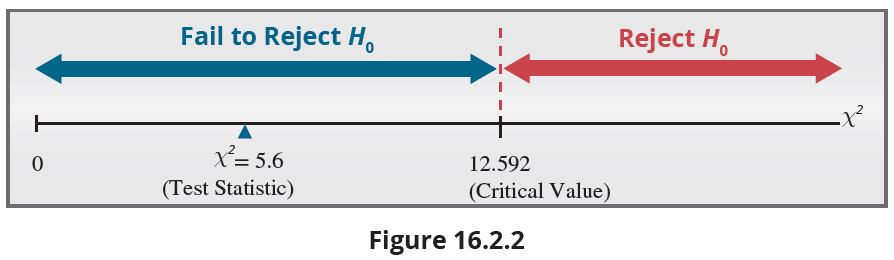 Fail to Reject H₀
Reject H₀
χ²
0
χ²= 5.6
12.592
(Test Statistic)
(Critical Value)
Figure 16.2.2